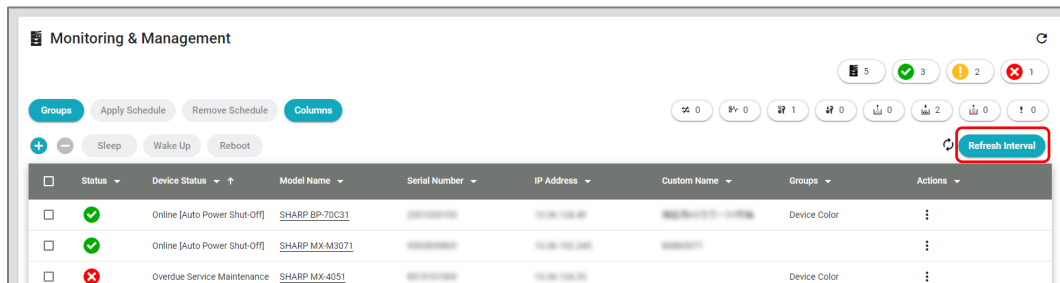 Monitoring & Management
5 3 2 1
Groups Apply Schedule Remove Schedule Columns 0 0 1 0 0 2 0 0
Sleep Wake Up Reboot Refresh Interval
Status Device Status Model Name Serial Number IP Address Custom Name Groups Actions
Online [Auto Power Shut-Off] SHARP BP-70C31 Device Color
Online [Auto Power Shut-Off] SHARP MX-M3071
Overdue Service Maintenance SHARP MX-4051 Device Color